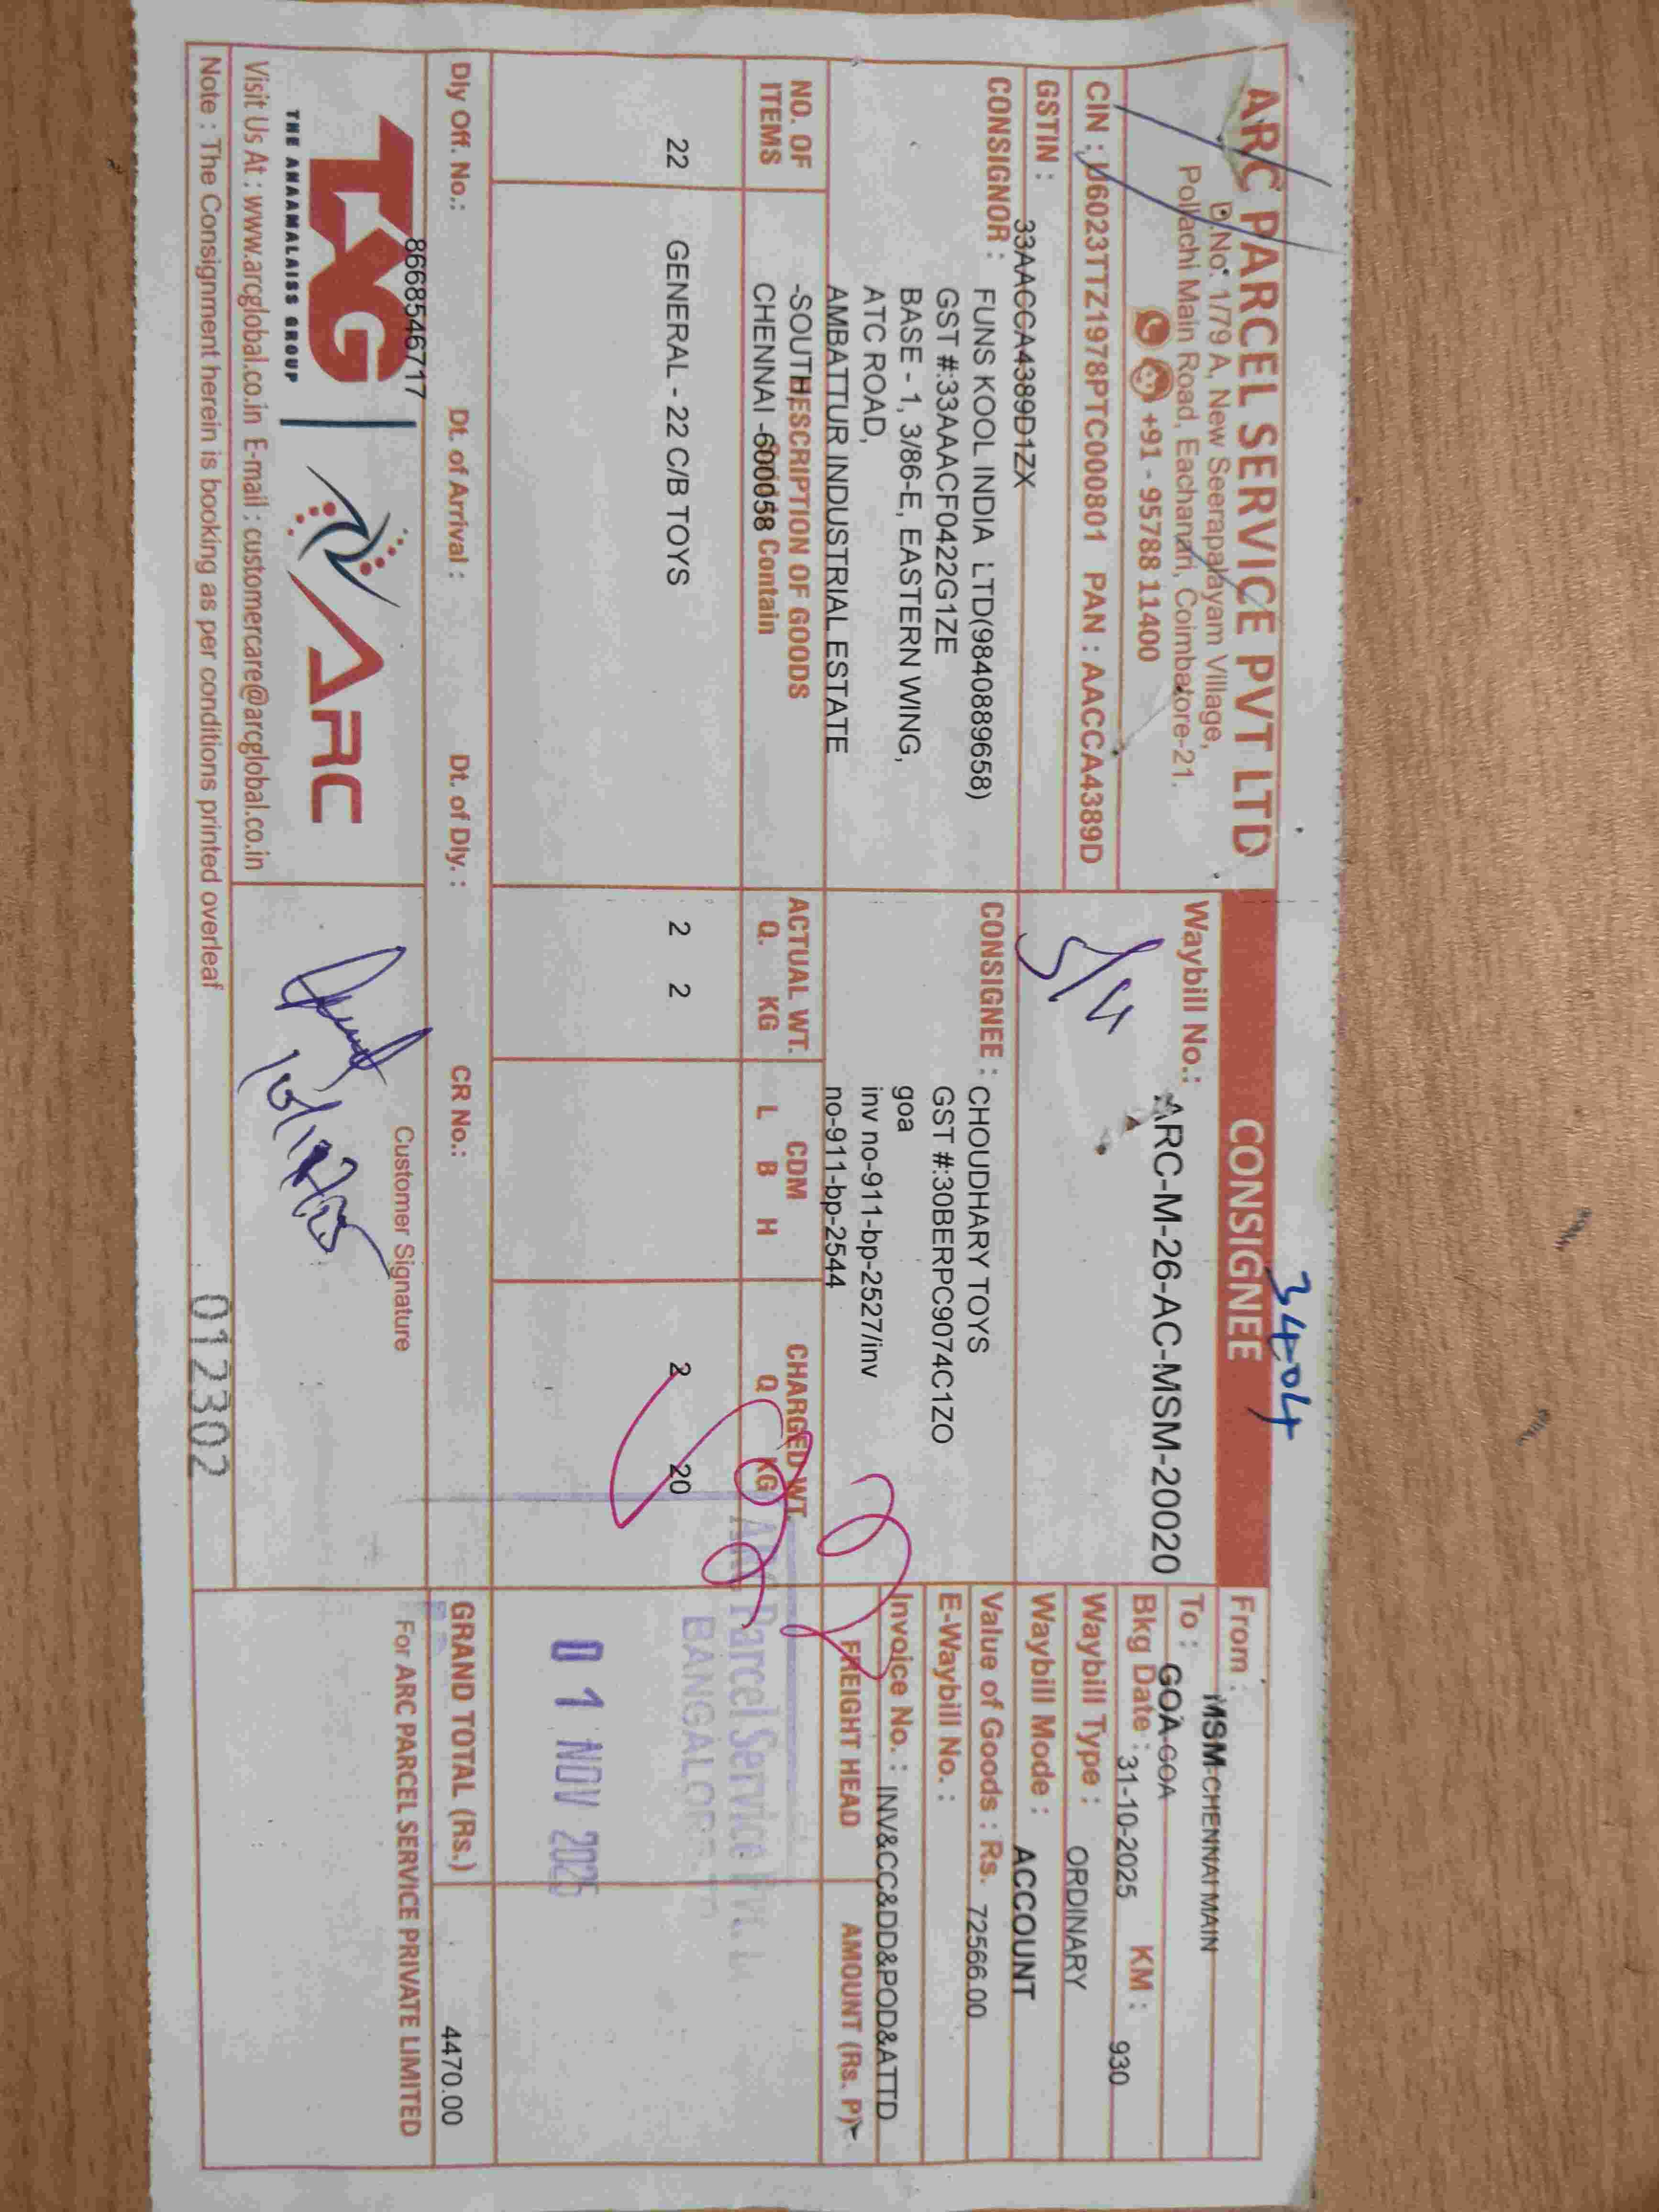 3404
ARC PARCEL SERVICE PVT LTD
D.No: 1/79 A, New Seerapalayam Village,
Pollachi Main Road, Eachanari, Coimbatore-21.
+91 - 95788 11400
CIN : U60231TZ1978PTC000801 PAN : AACCA4389D
GSTIN :
33AACCA4389D1ZX
CONSIGNEE
Waybill No.: ARC-M-26-AC-MSM-20020
From : MSM-CHENNAI MAIN
To : GOA-GOA
Bkg Date : 31-10-2025 KM : 930
Waybill Type : ORDINARY
Waybill Mode : ACCOUNT
Value of Goods : Rs. 72566.00
E-Waybill No. :
Invoice No. : INV&CC&DD&POD&ATTD
CONSIGNOR : FUNS KOOL INDIA LTD(9840889658)
GST #:33AAACF0422G1ZE
BASE - 1, 3/86-E, EASTERN WING,
ATC ROAD,
AMBATTUR INDUSTRIAL ESTATE
-SOUTH
CHENNAI -600058
CONSIGNEE : CHOUDHARY TOYS
GST #:30BERPC9074C1ZO
goa
inv no-911-bp-2527/inv
no-911-bp-2544
NO. OF ITEMS
DESCRIPTION OF GOODS
Contain
ACTUAL WT.
Q. KG
CDM
L B H
CHARGED WT.
Q KG
FREIGHT HEAD
AMOUNT (Rs. P)
22 GENERAL - 22 C/B TOYS 2 2 2 20
ARC Parcel Service Pvt. L
BANGALORE
01 NOV 2025
Dly Off. No.: Dt. of Arrival : Dt. of Dly. : CR No.:
8668546717
GRAND TOTAL (Rs.) 4470.00
TAG
THE ANAAMALAISS GROUP
ARC
Customer Signature
For ARC PARCEL SERVICE PRIVATE LIMITED
Visit Us At : www.arcglobal.co.in E-mail : customercare@arcglobal.co.in
Note : The Consignment herein is booking as per conditions printed overleaf
012302